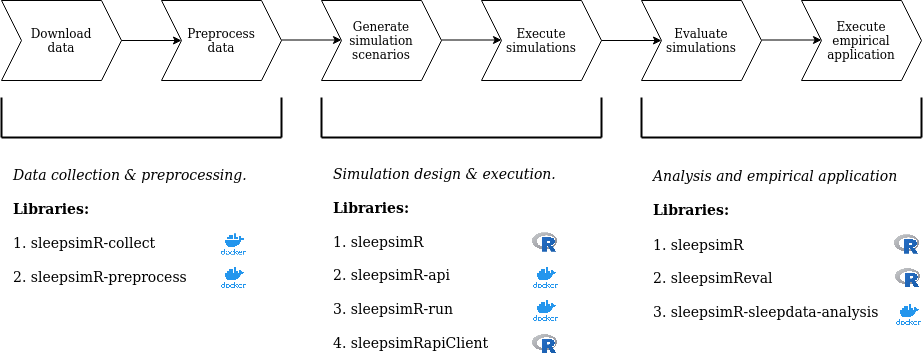 Download
data
Preprocess
data
Generate
simulation
scenarios
Execute
simulations
Evaluate
simulations
Execute
empirical
application
Data collection & preprocessing.
Libraries:
1. sleepsimR-collect docker
2. sleepsimR-preprocess docker
Simulation design & execution.
Libraries:
1. sleepsimR R
2. sleepsimR-api docker
3. sleepsimR-run docker
4. sleepsimRapiClient R
Analysis and empirical application
Libraries:
1. sleepsimR R
2. sleepsimReval R
3. sleepsimR-sleepdata-analysis docker